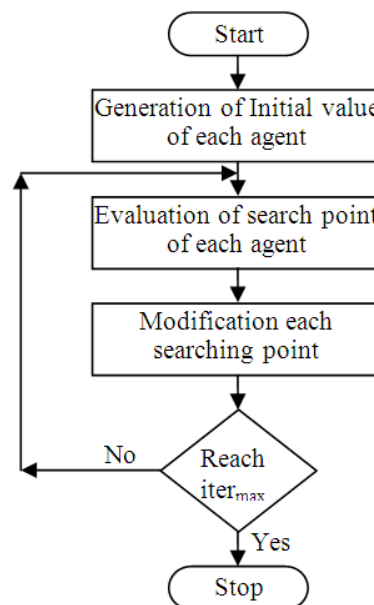 Start
Generation of Initial value
of each agent
Evaluation of search point
of each agent
Modification each
searching point
No
Reach
iter_max
Yes
Stop